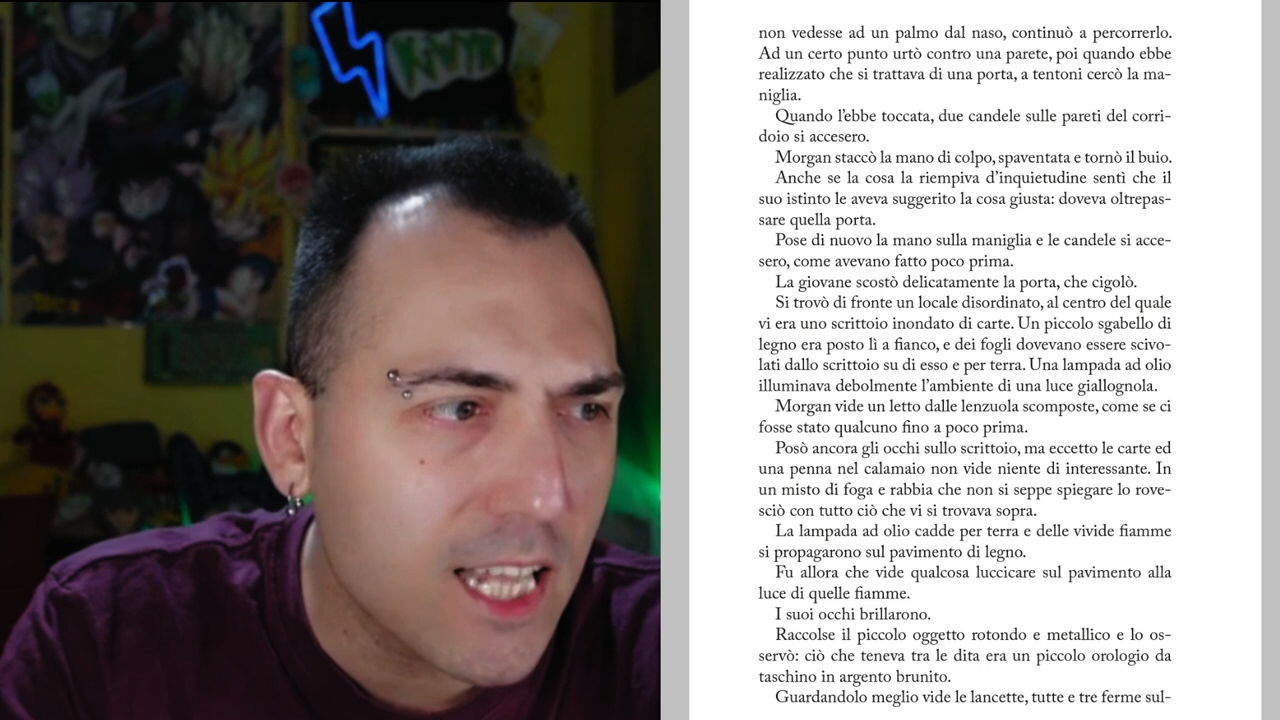 non vedesse ad un palmo dal naso, continuò a percorrerlo.
Ad un certo punto urtò contro una parete, poi quando ebbe
realizzato che si trattava di una porta, a tentoni cercò la ma-
niglia.
Quando l'ebbe toccata, due candele sulle pareti del corri-
doio si accesero.
Morgan staccò la mano di colpo, spaventata e tornò il buio.
Anche se la cosa la riempiva d'inquietudine sentì che il
suo istinto le aveva suggerito la cosa giusta: doveva oltrepas-
sare quella porta.
Pose di nuovo la mano sulla maniglia e le candele si acce-
sero, come avevano fatto poco prima.
La giovane scostò delicatamente la porta, che cigolò.
Si trovò di fronte un locale disordinato, al centro del quale
vi era uno scrittoio inondato di carte. Un piccolo sgabello di
legno era posto lì a fianco, e dei fogli dovevano essere scivo-
lati dallo scrittoio su di esso e per terra. Una lampada ad olio
illuminava debolmente l'ambiente di una luce giallognola.
Morgan vide un letto dalle lenzuola scomposte, come se ci
fosse stato qualcuno fino a poco prima.
Posò ancora gli occhi sullo scrittoio, ma eccetto le carte ed
una penna nel calamaio non vide niente di interessante. In
un misto di foga e rabbia che non si seppe spiegare lo rove-
sciò con tutto ciò che vi si trovava sopra.
La lampada ad olio cadde per terra e delle vivide fiamme
si propagarono sul pavimento di legno.
Fu allora che vide qualcosa luccicare sul pavimento alla
luce di quelle fiamme.
I suoi occhi brillarono.
Raccolse il piccolo oggetto rotondo e metallico e lo os-
servò: ciò che teneva tra le dita era un piccolo orologio da
taschino in argento brunito.
Guardandolo meglio vide le lancette, tutte e tre ferme sul-